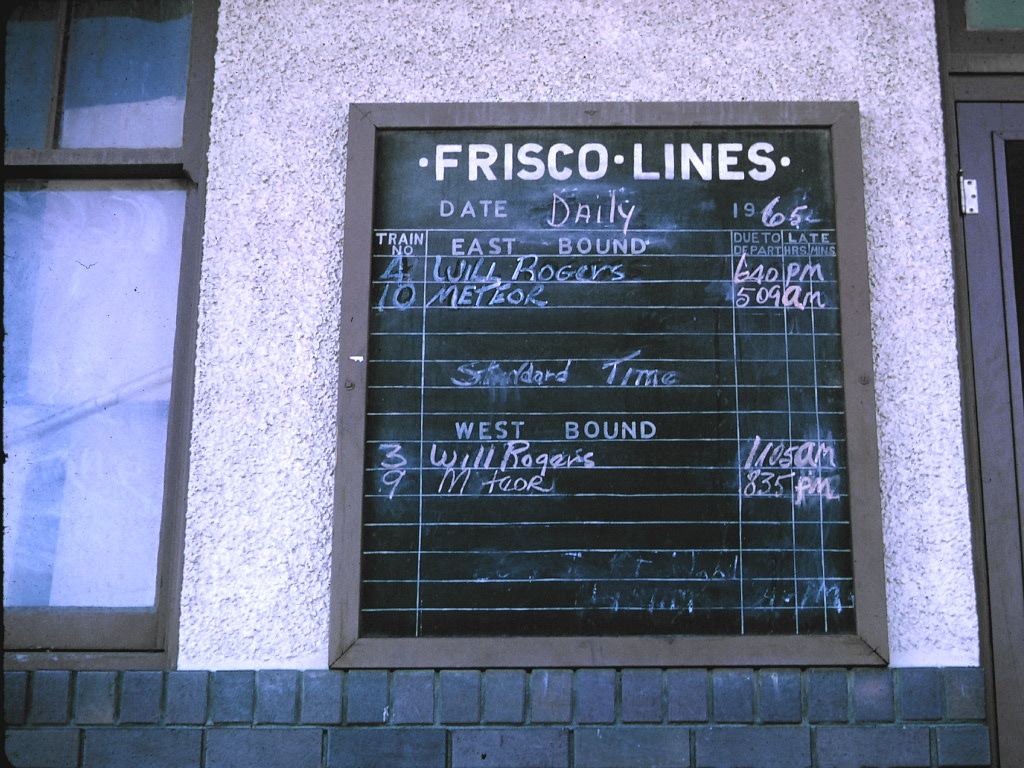 ·FRISCO·LINES·
DATE Daily 1965
TRAIN NO EAST BOUND DUE TO DEPART LATE HRS MINS
4 Will Rogers 640 pm
10 METEOR 509 am
Standard Time
WEST BOUND
3 Will Rogers 1105 am
9 M teor 835 pm